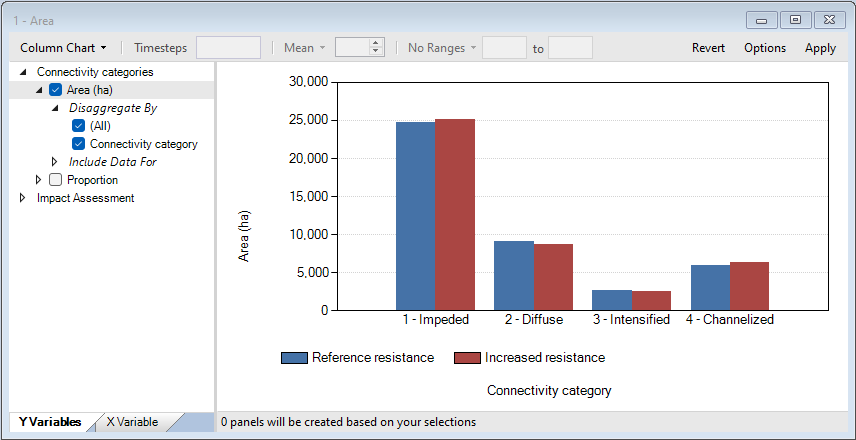 1 - Area
Column Chart Timesteps Mean No Ranges to Revert Options Apply
Connectivity categories
Area (ha)
Disaggregate By
(All)
Connectivity category
Include Data For
Proportion
Impact Assessment
30,000
25,000
20,000
15,000
10,000
5,000
0
Area (ha)
1 - Impeded 2 - Diffuse 3 - Intensified 4 - Channelized
Reference resistance Increased resistance
Connectivity category
Y Variables X Variable 0 panels will be created based on your selections